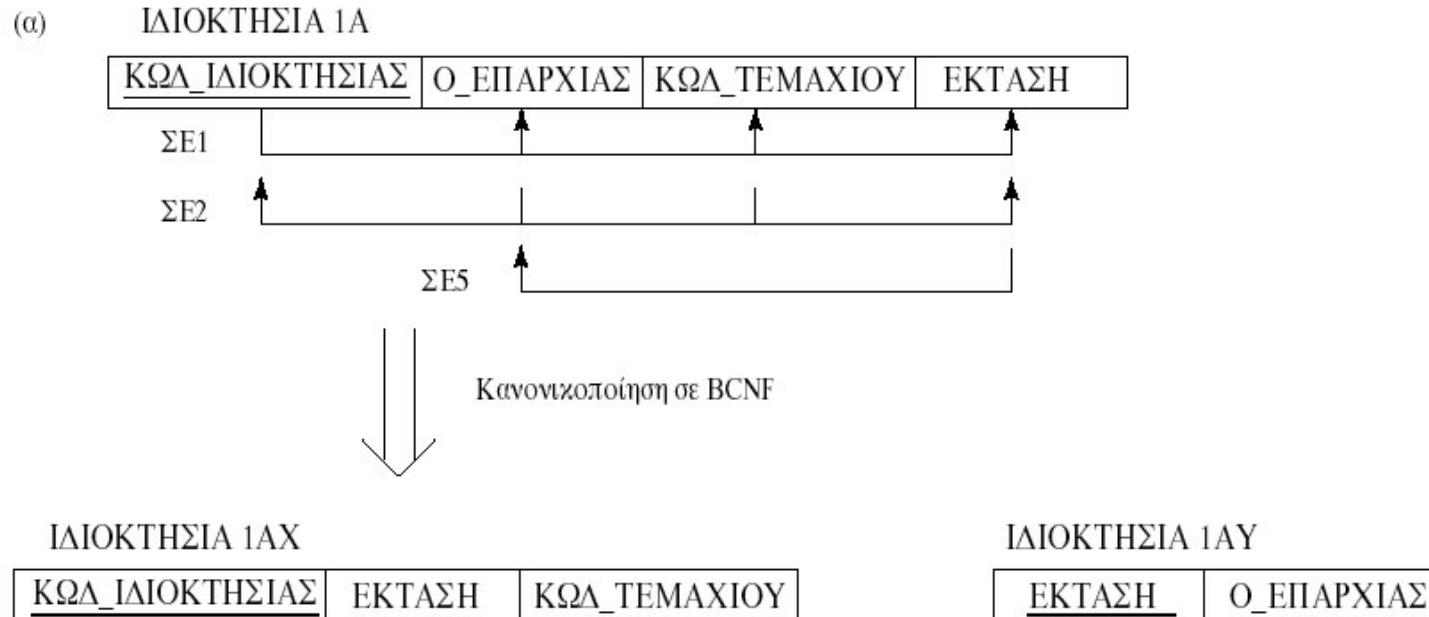 (α) ΙΔΙΟΚΤΗΣΙΑ 1Α
ΚΩΔ_ΙΔΙΟΚΤΗΣΙΑΣ Ο_ΕΠΑΡΧΙΑΣ ΚΩΔ_ΤΕΜΑΧΙΟΥ ΕΚΤΑΣΗ
ΣΕ1
ΣΕ2
ΣΕ5
Κανονικοποίηση σε BCNF
ΙΔΙΟΚΤΗΣΙΑ 1ΑΧ ΙΔΙΟΚΤΗΣΙΑ 1ΑΥ
ΚΩΔ_ΙΔΙΟΚΤΗΣΙΑΣ ΕΚΤΑΣΗ ΚΩΔ_ΤΕΜΑΧΙΟΥ ΕΚΤΑΣΗ Ο_ΕΠΑΡΧΙΑΣ